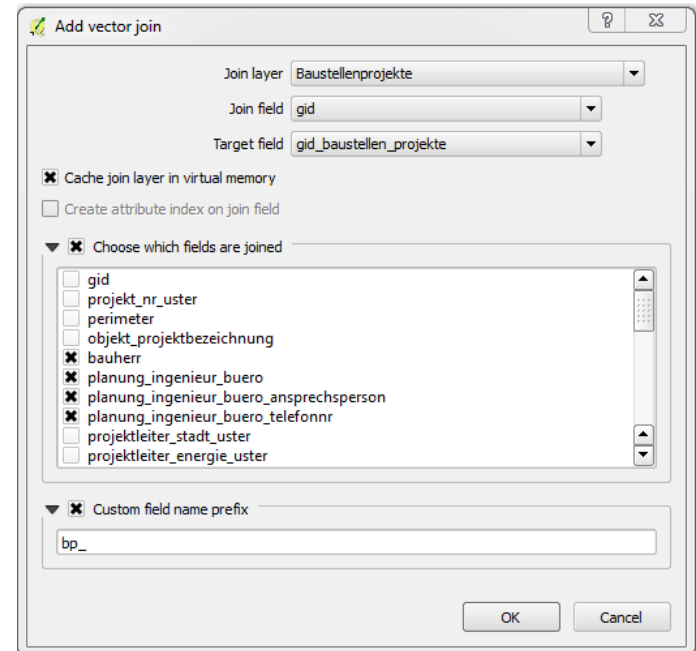 Add vector join
Join layer Baustellenprojekte
Join field gid
Target field gid_baustellen_projekte
Cache join layer in virtual memory
Create attribute index on join field
Choose which fields are joined
gid
projekt_nr_uster
perimeter
objekt_projektbezeichnung
bauherr
planung_ingenieur_buero
planung_ingenieur_buero_ansprechsperson
planung_ingenieur_buero_telefonnr
projektleiter_stadt_uster
projektleiter_energie_uster
Custom field name prefix
bp_
OK Cancel